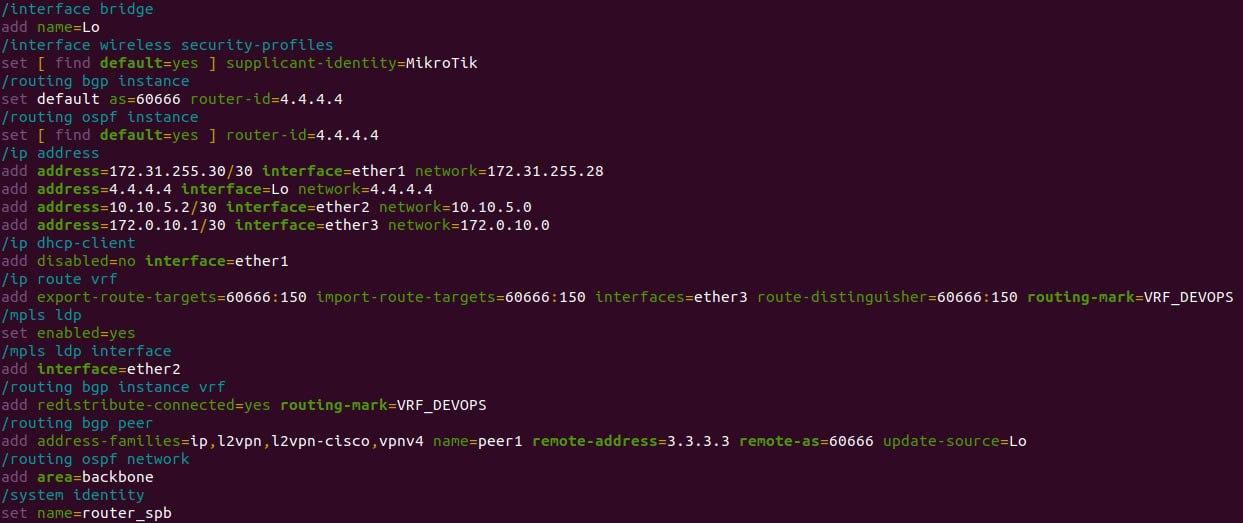 /interface bridge
add name=Lo
/interface wireless security-profiles
set [ find default=yes ] supplicant-identity=MikroTik
/routing bgp instance
set default as=60666 router-id=4.4.4.4
/routing ospf instance
set [ find default=yes ] router-id=4.4.4.4
/ip address
add address=172.31.255.30/30 interface=ether1 network=172.31.255.28
add address=4.4.4.4 interface=Lo network=4.4.4.4
add address=10.10.5.2/30 interface=ether2 network=10.10.5.0
add address=172.0.10.1/30 interface=ether3 network=172.0.10.0
/ip dhcp-client
add disabled=no interface=ether1
/ip route vrf
add export-route-targets=60666:150 import-route-targets=60666:150 interfaces=ether3 route-distinguisher=60666:150 routing-mark=VRF_DEVOPS
/mpls ldp
set enabled=yes
/mpls ldp interface
add interface=ether2
/routing bgp instance vrf
add redistribute-connected=yes routing-mark=VRF_DEVOPS
/routing bgp peer
add address-families=ip,l2vpn,l2vpn-cisco,vpnv4 name=peer1 remote-address=3.3.3.3 remote-as=60666 update-source=Lo
/routing ospf network
add area=backbone
/system identity
set name=router_spb